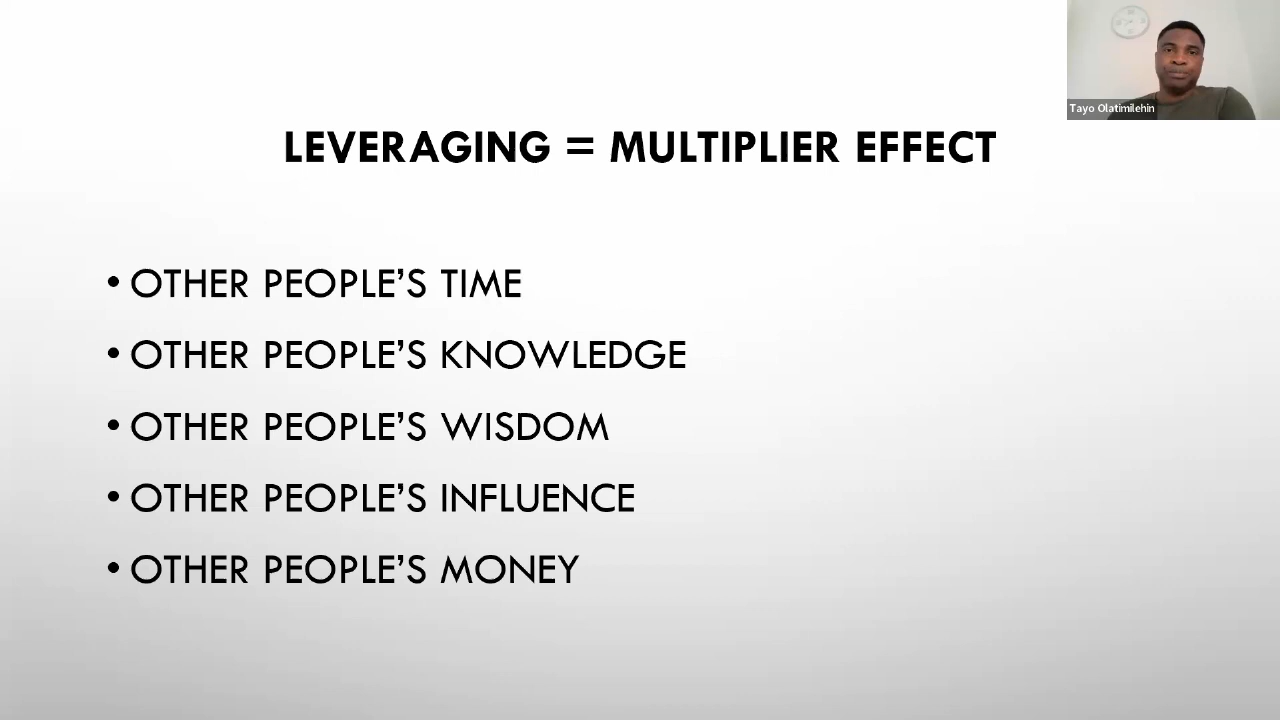 Tayo Olatimilehin
LEVERAGING = MULTIPLIER EFFECT
• OTHER PEOPLE’S TIME
• OTHER PEOPLE’S KNOWLEDGE
• OTHER PEOPLE’S WISDOM
• OTHER PEOPLE’S INFLUENCE
• OTHER PEOPLE’S MONEY